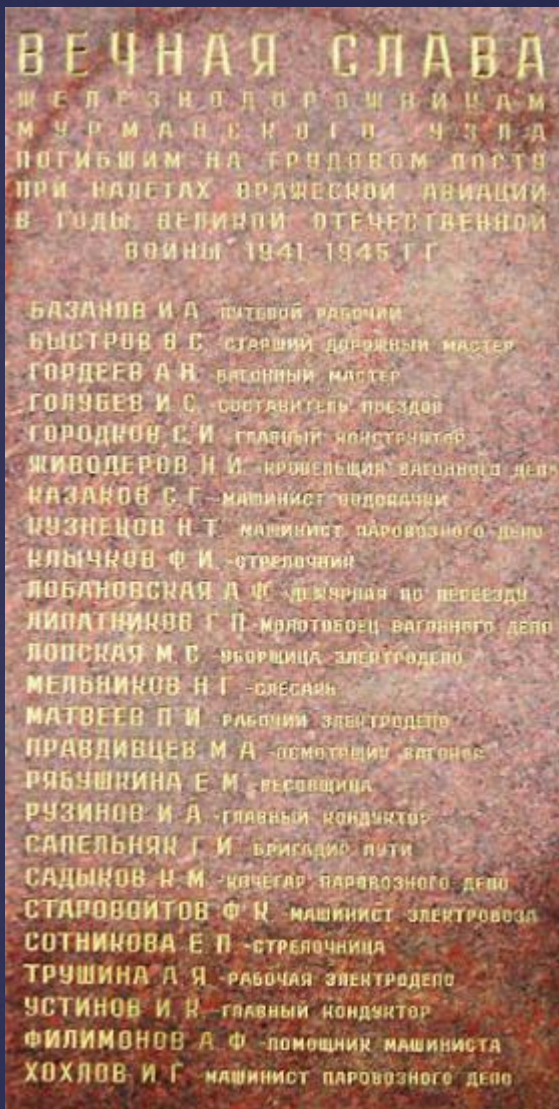 ВЕЧНАЯ СЛАВА
ЖЕЛЕЗНОДОРОЖНИКАМ
МУРМАНСКОГО УЗЛА
ПОГИБШИМ НА ТРУДОВОМ ПОСТУ
ПРИ НАЛЕТАХ ВРАЖЕСКОЙ АВИАЦИИ
В ГОДЫ ВЕЛИКОЙ ОТЕЧЕСТВЕННОЙ
ВОЙНЫ 1941-1945 Г Г
БАЗАНОВ И А ПУТЕВОЙ РАБОЧИЙ
БЫСТРОВ В С СТАРШИЙ ДОРОЖНЫЙ МАСТЕР
ГОРДЕЕВ А Н -ВАГОННЫЙ МАСТЕР
ГОЛУБЕВ И С -СОСТАВИТЕЛЬ ПОЕЗДОВ
ГОРОДКОВ С И -ГЛАВНЫЙ КОНСТРУКТОР
ЖИВОДЕРОВ Н И -КРОВЕЛЬЩИК ВАГОННОГО ДЕПО
КАЗАКОВ С Г -МАШИНИСТ ВОДОКАЧКИ
КУЗНЕЦОВ Н Т МАШИНИСТ ПАРОВОЗНОГО ДЕПО
КЛЫЧКОВ Ф И -СТРЕЛОЧНИК
ЛОБАНОВСКАЯ А Ф -ДЕЖУРНАЯ ПО ПЕРЕЕЗДУ
ЛИПАТНИКОВ Г П -МОЛОТОБОЕЦ ВАГОННОГО ДЕПО
ЛОПСКАЯ М С -УБОРЩИЦА ЭЛЕКТРОДЕПО
МЕЛЬНИКОВ Н Г -СЛЕСАРЬ
МАТВЕЕВ П И -РАБОЧИЙ ЭЛЕКТРОДЕПО
ПРАВДИВЦЕВ М А -ОСМОТРЩИК ВАГОНОВ
РЯБУШКИНА Е М -ВЕСОВЩИЦА
РУЗИНОВ И А -ГЛАВНЫЙ КОНДУКТОР
САПЕЛЬНЯК Г И БРИГАДИР ПУТИ
САДЫКОВ К М -КОЧЕГАР ПАРОВОЗНОГО ДЕПО
СТАРОВОИТОВ Ф К МАШИНИСТ ЭЛЕКТРОВОЗА
СОТНИКОВА Е П -СТРЕЛОЧНИЦА
ТРУШИНА А Я -РАБОЧАЯ ЭЛЕКТРОДЕПО
УСТИНОВ И К -ГЛАВНЫЙ КОНДУКТОР
ФИЛИМОНОВ А Ф -ПОМОЩНИК МАШИНИСТА
ХОХЛОВ И Г МАШИНИСТ ПАРОВОЗНОГО ДЕПО